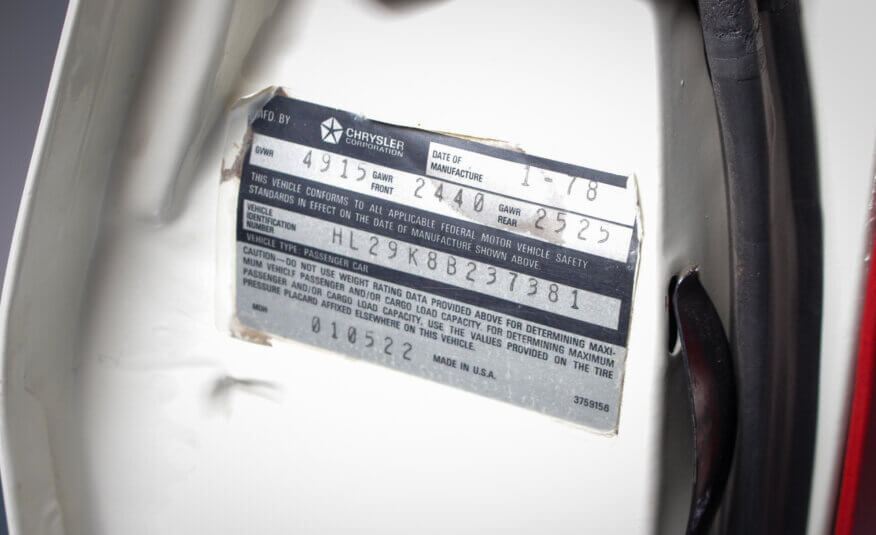 MFD. BY CHRYSLER CORPORATION DATE OF MANUFACTURE 1-78
GVWR 4915 GAWR FRONT 2440 GAWR REAR 2525
THIS VEHICLE CONFORMS TO ALL APPLICABLE FEDERAL MOTOR VEHICLE SAFETY
STANDARDS IN EFFECT ON THE DATE OF MANUFACTURE SHOWN ABOVE.
VEHICLE IDENTIFICATION NUMBER HL29K8B237381
VEHICLE TYPE: PASSENGER CAR
CAUTION—DO NOT USE WEIGHT RATING DATA PROVIDED ABOVE FOR DETERMINING MAXI-
MUM VEHICLE PASSENGER AND/OR CARGO LOAD CAPACITY. FOR DETERMINING MAXIMUM
PASSENGER AND/OR CARGO LOAD CAPACITY, USE THE VALUES PROVIDED ON THE TIRE
PRESSURE PLACARD AFFIXED ELSEWHERE ON THIS VEHICLE.
MDH 010522 MADE IN U.S.A.
3759156